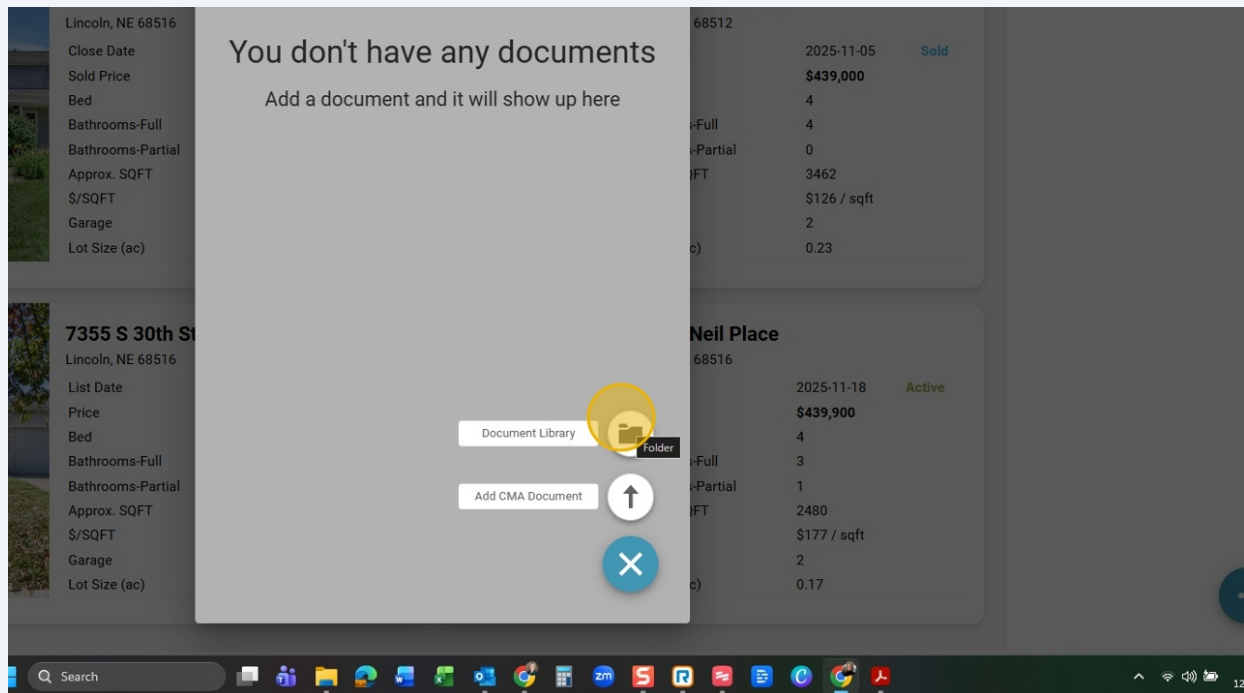 Lincoln, NE 68516
Close Date
Sold Price
Bed
Bathrooms-Full
Bathrooms-Partial
Approx. SQFT
$/SQFT
Garage
Lot Size (ac)
You don't have any documents
Add a document and it will show up here
68512
2025-11-05 Sold
$439,000
-Full 4
4
-Partial 0
3462
$126 / sqft
2
0.23
7355 S 30th St
Lincoln, NE 68516
List Date
Price
Bed
Bathrooms-Full
Bathrooms-Partial
Approx. SQFT
$/SQFT
Garage
Lot Size (ac)
Document Library
Folder
Add CMA Document
Neil Place
68516
2025-11-18 Active
$439,900
4
-Full 3
-Partial 1
2480
$177 / sqft
2
0.17
Search
zm
12